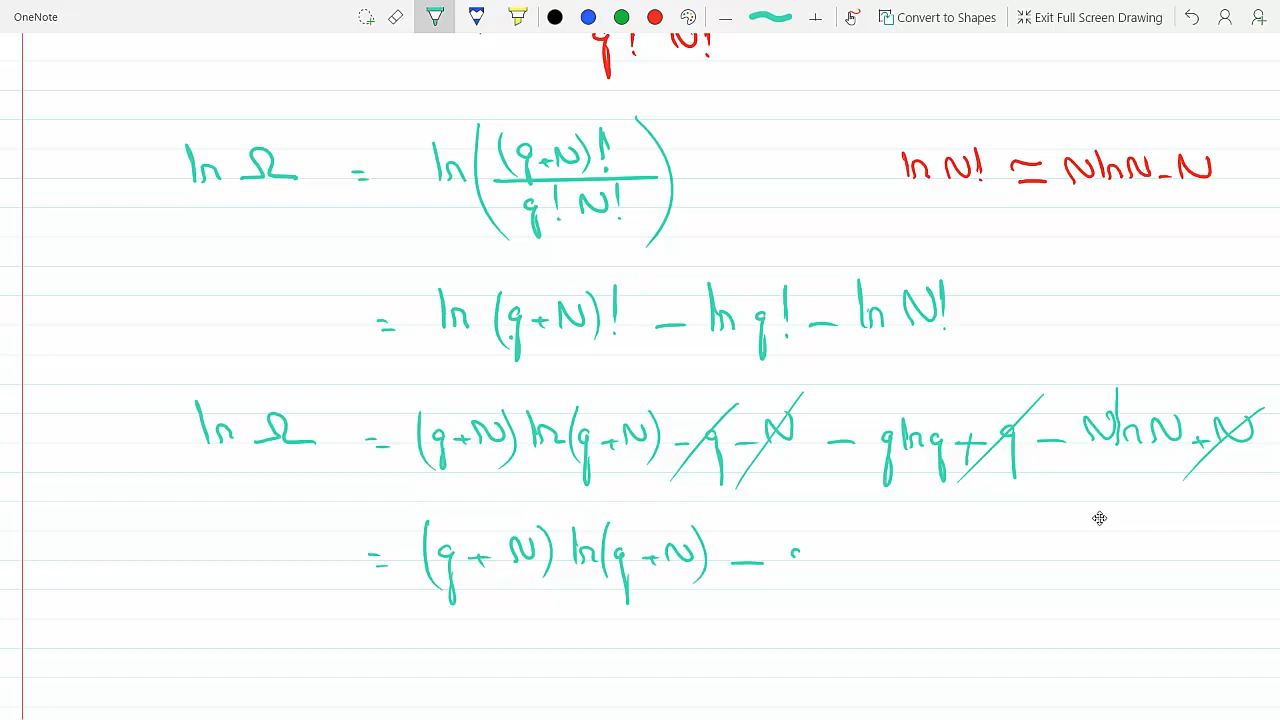 OneNote
Convert to Shapes
Exit Full Screen Drawing
q! N!
ln Ω = ln((q+N)! / q! N!)
ln N! ≃ N ln N - N
= ln (q+N)! - ln q! - ln N!
ln Ω = (q+N) ln(q+N) - q - N - q ln q + q - N ln N + N
= (q + N) ln(q+N) -